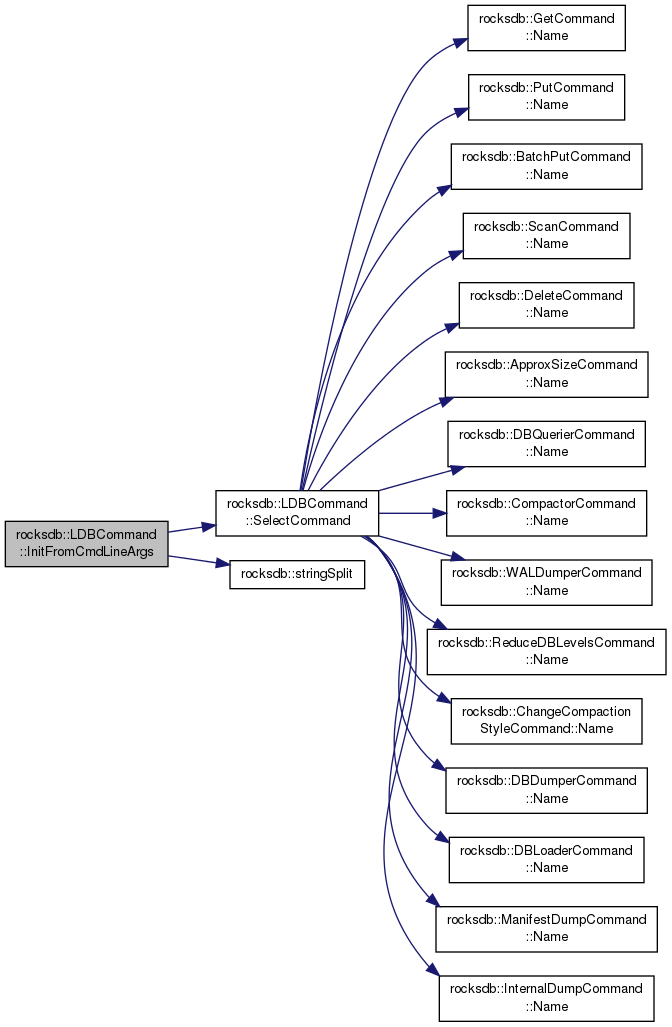 rocksdb::GetCommand
::Name
rocksdb::PutCommand
::Name
rocksdb::BatchPutCommand
::Name
rocksdb::ScanCommand
::Name
rocksdb::DeleteCommand
::Name
rocksdb::ApproxSizeCommand
::Name
rocksdb::DBQuerierCommand
::Name
rocksdb::LDBCommand
::SelectCommand
rocksdb::CompactorCommand
::Name
rocksdb::LDBCommand
::InitFromCmdLineArgs
rocksdb::stringSplit
rocksdb::WALDumperCommand
::Name
rocksdb::ReduceDBLevelsCommand
::Name
rocksdb::ChangeCompaction
StyleCommand::Name
rocksdb::DBDumperCommand
::Name
rocksdb::DBLoaderCommand
::Name
rocksdb::ManifestDumpCommand
::Name
rocksdb::InternalDumpCommand
::Name